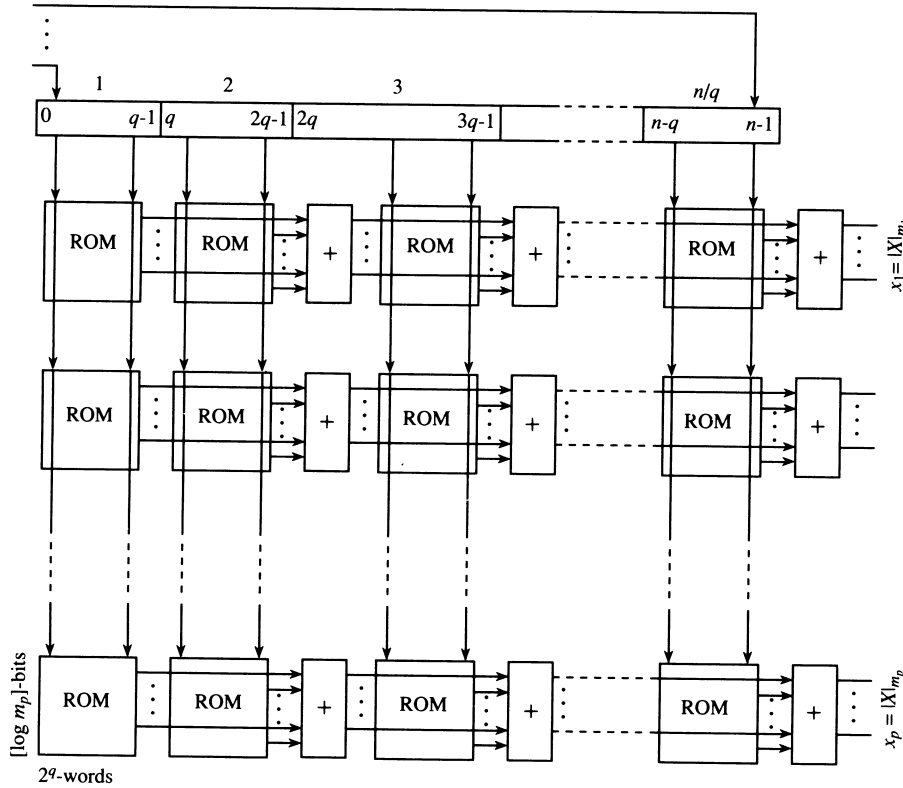 1 2 3 n/q
0 q-1 q 2q-1 2q 3q-1 n-q n-1
ROM ROM + ROM + ROM +
x₁ = |X|ₘ
ROM ROM + ROM + ROM +
ROM ROM + ROM + ROM +
[log mₚ]-bits
xₚ = |X|ₘₚ
2^q-words